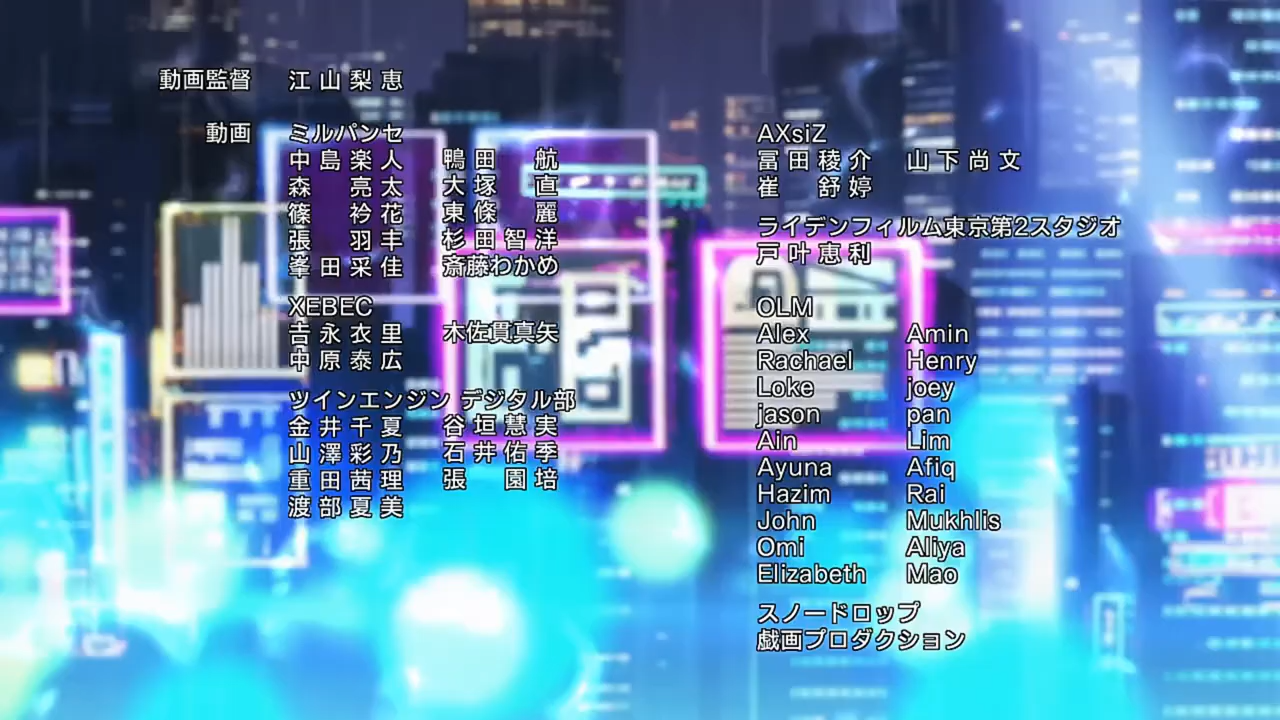 動画監督 江山梨恵
動画 ミルパンセ
中島楽人 鴨田 航
森 亮太 大塚 直
篠 衿花 東條 麗
張 羽丰 杉田智洋
峯田采佳 斎藤わかめ
XEBEC
吉永衣里 木佐貫真矢
中原泰広
ツインエンジン デジタル部
金井千夏 谷垣慧実
山澤彩乃 石井佑季
重田茜理 張 園培
渡部夏美
AXsiZ
冨田稜介 山下尚文
崔 舒婷
ライデンフィルム東京第2スタジオ
戸叶恵利
OLM
Alex Amin
Rachael Henry
Loke joey
jason pan
Ain Lim
Ayuna Afiq
Hazim Rai
John Mukhlis
Omi Aliya
Elizabeth Mao
スノードロップ
戯画プロダクション